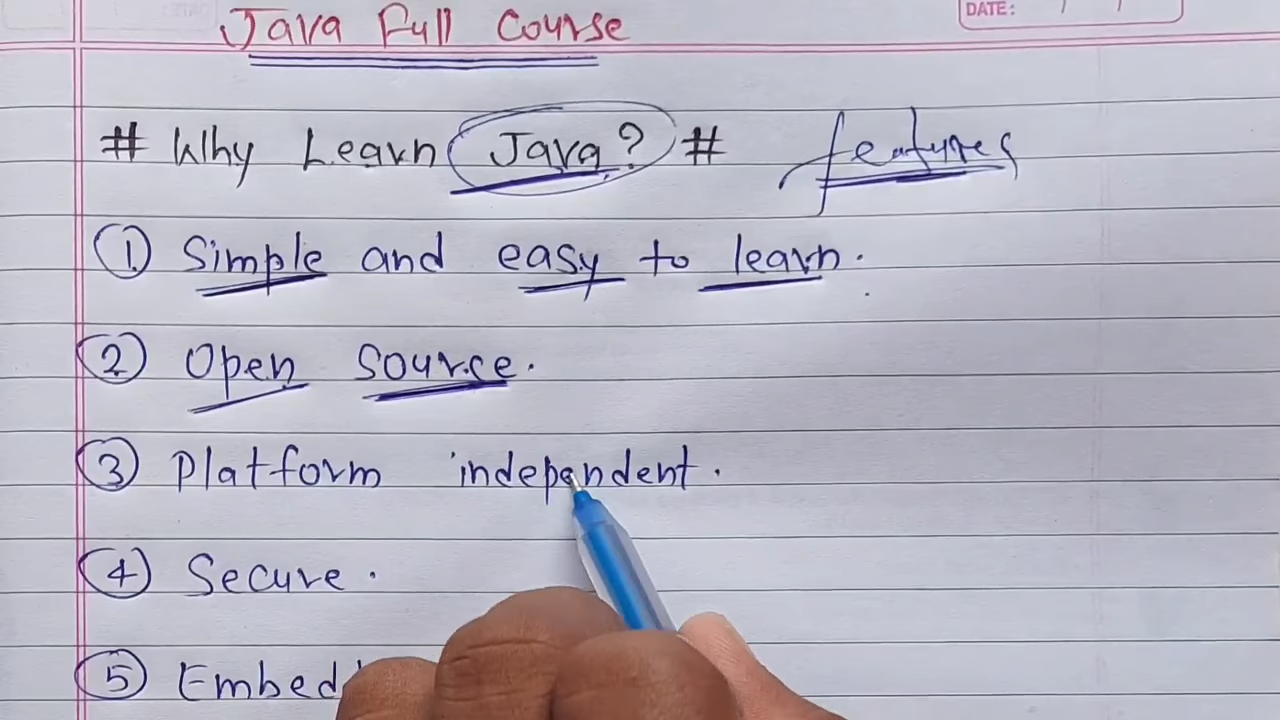 Java Full Course
DATE: / /
# Why Learn Java? # features
① Simple and easy to learn.
② Open Source.
③ Platform independent.
④ Secure.
⑤ Embed